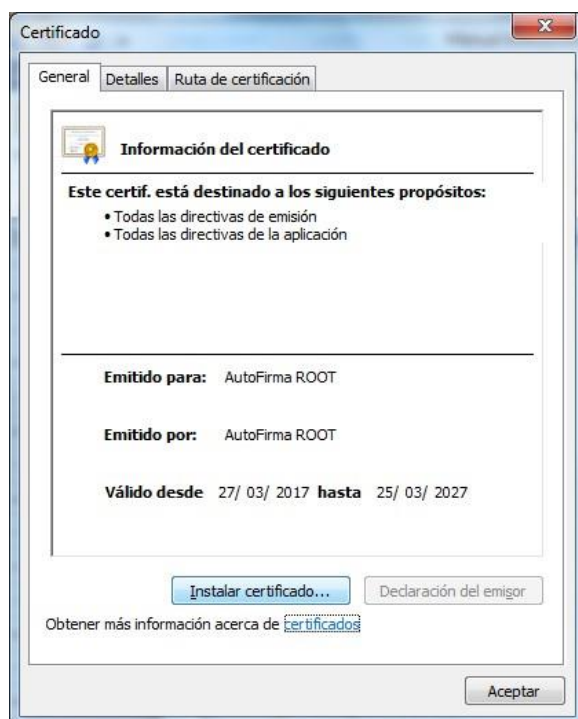 Certificado
General Detalles Ruta de certificación
Información del certificado
Este certif. está destinado a los siguientes propósitos:
• Todas las directivas de emisión
• Todas las directivas de la aplicación
Emitido para: AutoFirma ROOT
Emitido por: AutoFirma ROOT
Válido desde 27/ 03/ 2017 hasta 25/ 03/ 2027
Instalar certificado... Declaración del emisor
Obtener más información acerca de certificados
Aceptar